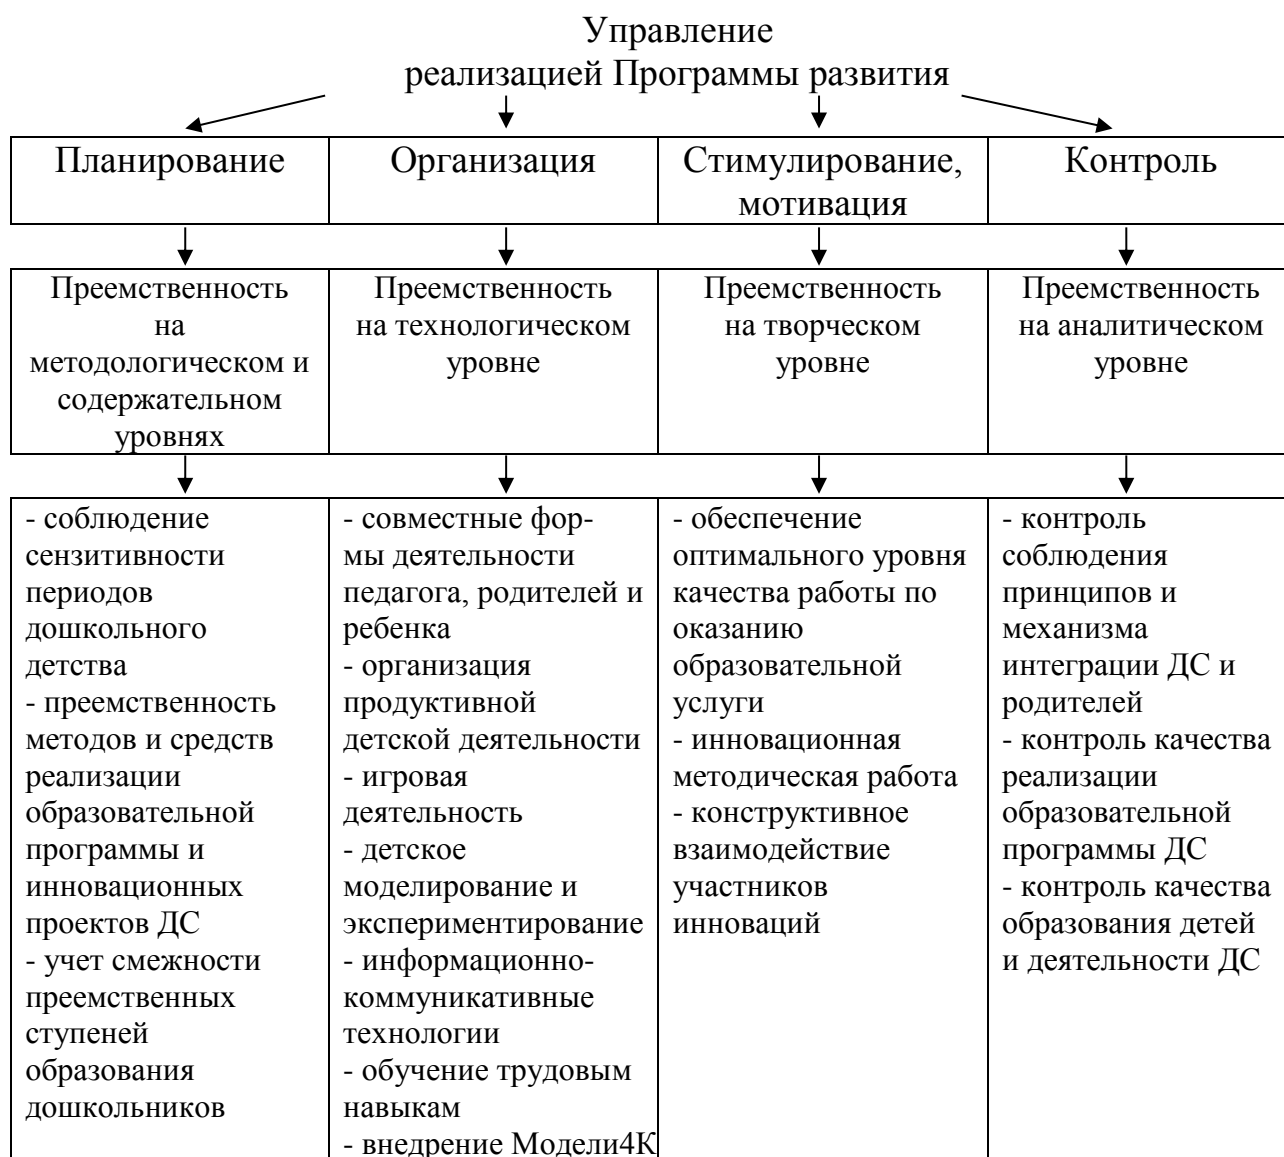 Управление
реализацией Программы развития
Планирование
Организация
Стимулирование,
мотивация
Контроль
Преемственность
на
методологическом и
содержательном
уровнях
Преемственность
на технологическом
уровне
Преемственность
на творческом
уровне
Преемственность
на аналитическом
уровне
- соблюдение
сензитивности
периодов
дошкольного
детства
- преемственность
методов и средств
реализации
образовательной
программы и
инновационных
проектов ДС
- учет смежности
преемственных
ступеней
образования
дошкольников
- совместные фор-
мы деятельности
педагога, родителей и
ребенка
- организация
продуктивной
детской деятельности
- игровая
деятельность
- детское
моделирование и
экспериментирование
- информационно-
коммуникативные
технологии
- обучение трудовым
навыкам
- внедрение Модели4К
- обеспечение
оптимального уровня
качества работы по
оказанию
образовательной
услуги
- инновационная
методическая работа
- конструктивное
взаимодействие
участников
инноваций
- контроль
соблюдения
принципов и
механизма
интеграции ДС и
родителей
- контроль качества
реализации
образовательной
программы ДС
- контроль качества
образования детей
и деятельности ДС